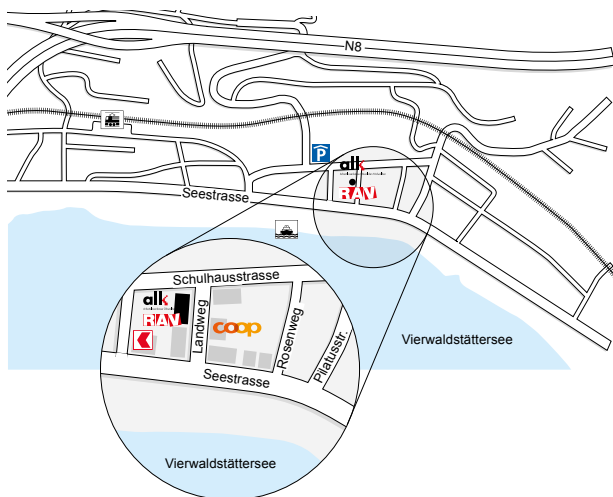 N8
P
alk
RAV
Seestrasse
Schulhausstrasse
alk
RAV
Landweg
coop
Rosenweg
Pilatusstr.
Seestrasse
Vierwaldstättersee
Vierwaldstättersee